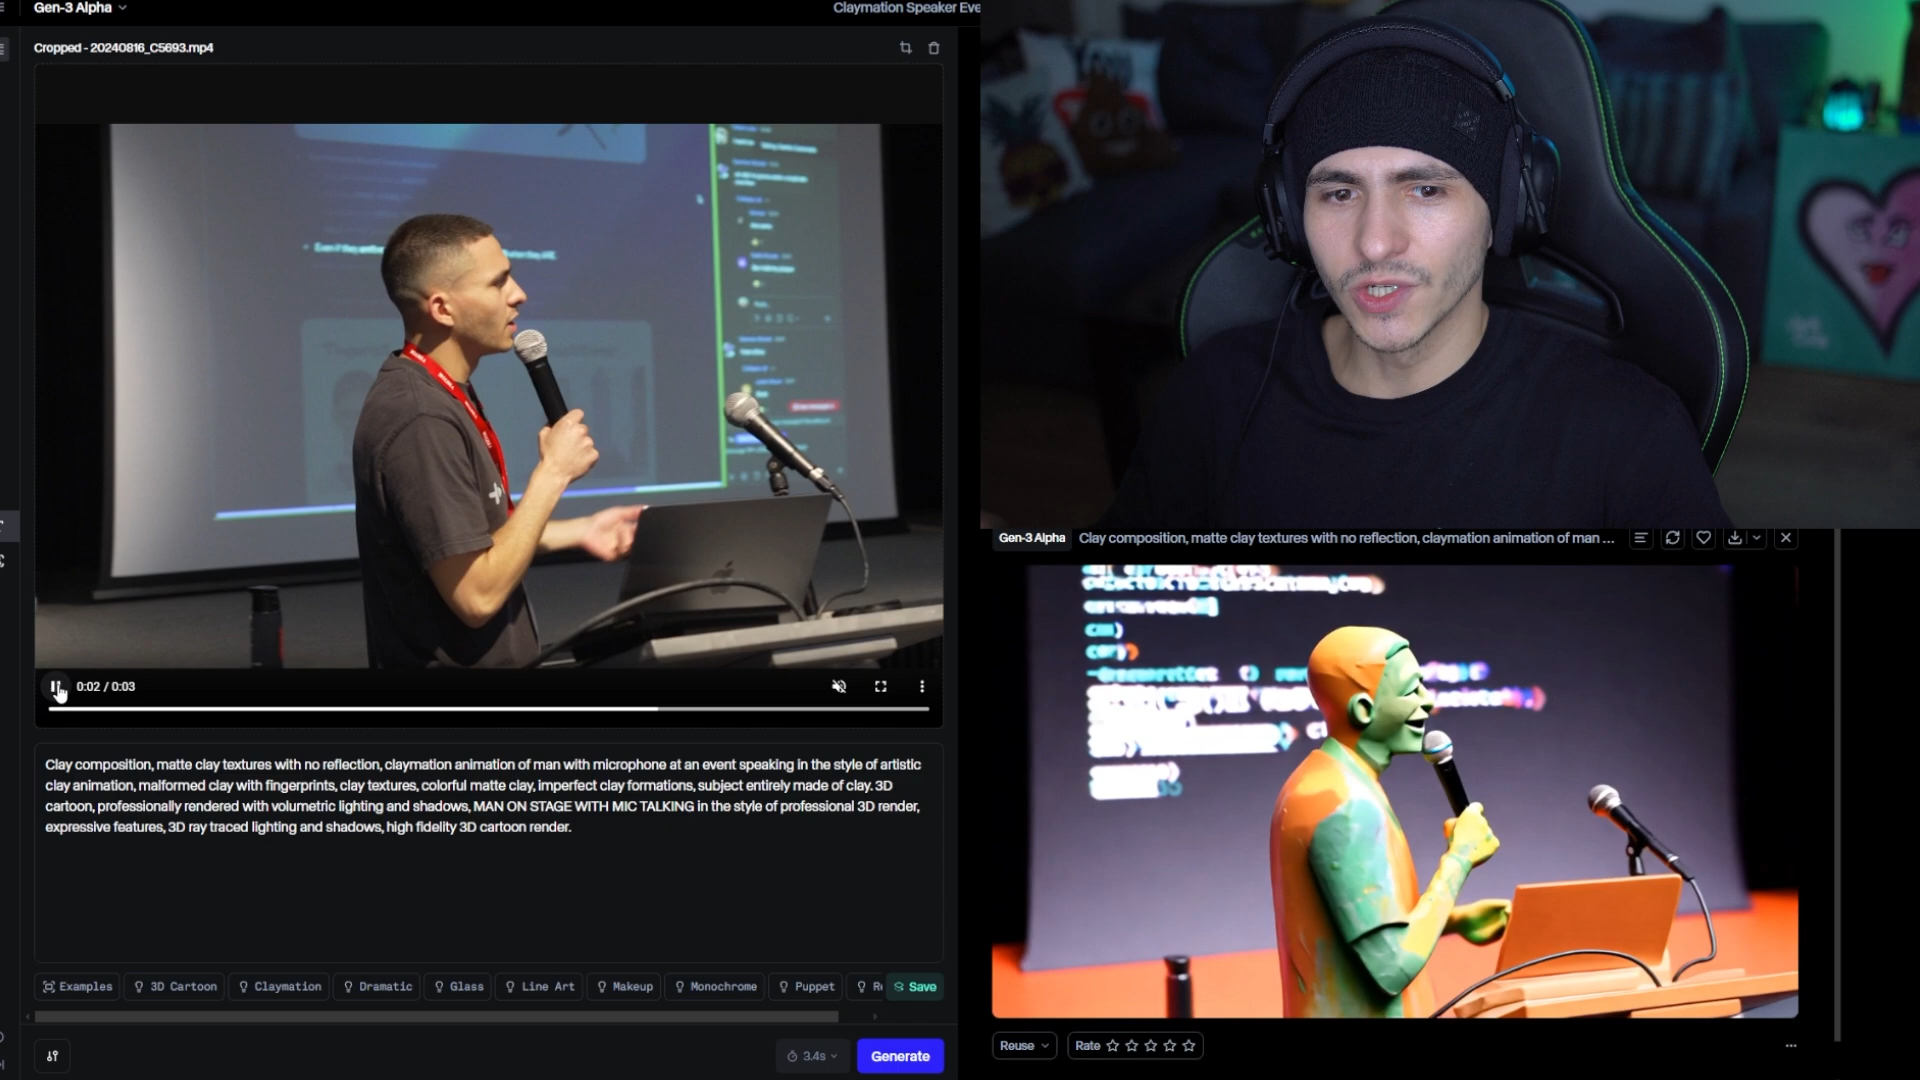 Gen-3 Alpha
Claymation Speaker Eve
Cropped - 20240816_C5693.mp4
0:02 / 0:03
Clay composition, matte clay textures with no reflection, claymation animation of man with microphone at an event speaking in the style of artistic
clay animation, malformed clay with fingerprints, clay textures, colorful matte clay, imperfect clay formations, subject entirely made of clay. 3D
cartoon, professionally rendered with volumetric lighting and shadows, MAN ON STAGE WITH MIC TALKING in the style of professional 3D render,
expressive features, 3D ray traced lighting and shadows, high fidelity 3D cartoon render.
Examples
3D Cartoon
Claymation
Dramatic
Glass
Line Art
Makeup
Monochrome
Puppet
Save
3.4s
Generate
Gen-3 Alpha
Clay composition, matte clay textures with no reflection, claymation animation of man ...
Reuse
Rate